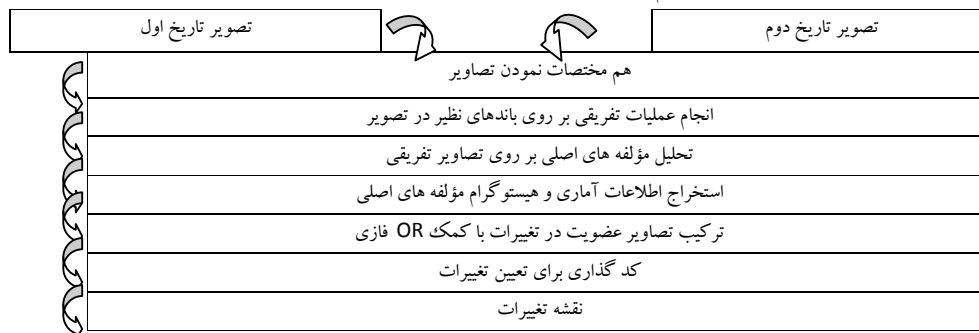 تصویر تاریخ دوم
تصویر تاریخ اول
هم مختصات نمودن تصاویر
انجام عملیات تفریقی بر روی باندهای نظیر در تصویر
تحلیل مؤلفه های اصلی بر روی تصاویر تفریقی
استخراج اطلاعات آماری و هیستوگرام مؤلفه های اصلی
ترکیب تصاویر عضویت در تغییرات با کمک OR فازی
کد گذاری برای تعیین تغییرات
نقشه تغییرات